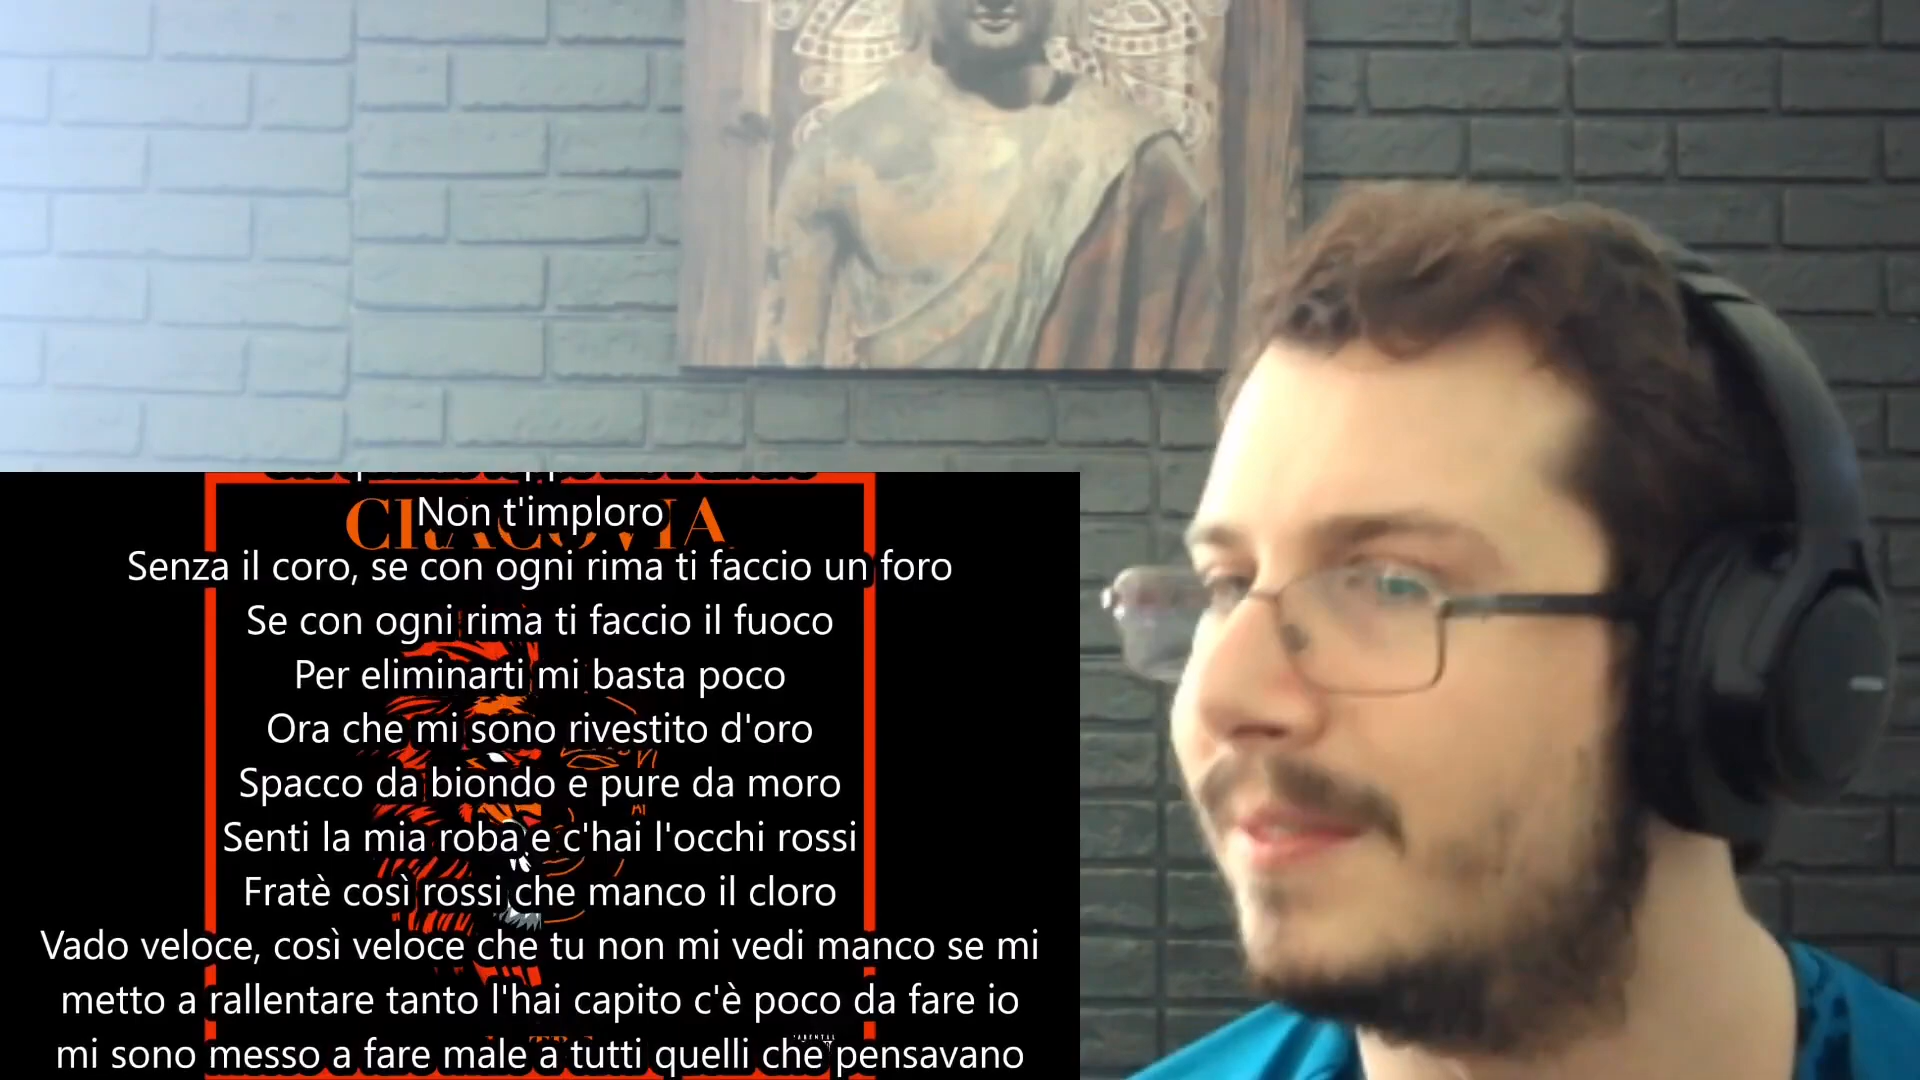 CRACOVIA
Non t'imploro
Senza il coro, se con ogni rima ti faccio un foro
Se con ogni rima ti faccio il fuoco
Per eliminarti mi basta poco
Ora che mi sono rivestito d'oro
Spacco da biondo e pure da moro
Senti la mia roba e c'hai l'occhi rossi
Fratè così rossi che manco il cloro
Vado veloce, così veloce che tu non mi vedi manco se mi
metto a rallentare tanto l'hai capito c'è poco da fare io
mi sono messo a fare male a tutti quelli che pensavano